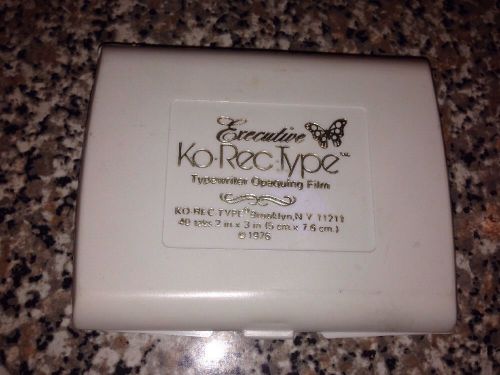 Executive
Ko·Rec·Type™
Typewriter Opaquing Film
KO-REC-TYPE® Brooklyn, N.Y. 11211
40 tabs 2 in x 3 in (5 cm x 7.6 cm.)
©1976